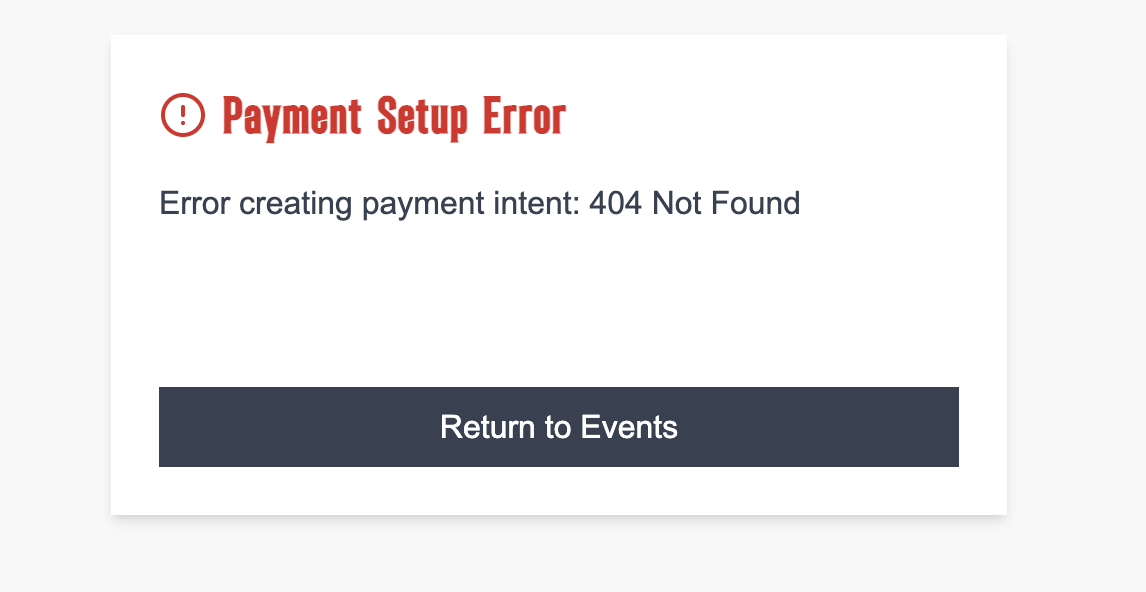 Payment Setup Error
Error creating payment intent: 404 Not Found
Return to Events